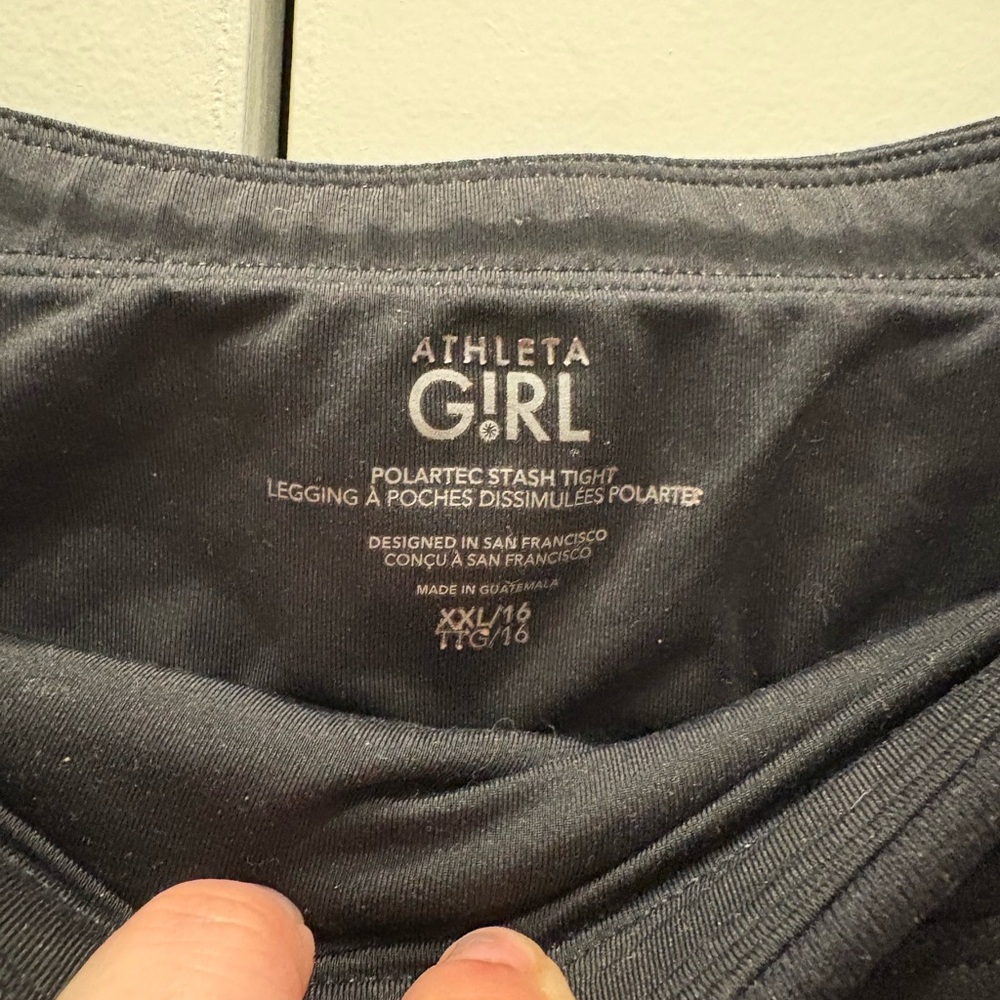 ATHLETA
G!RL
POLARTEC STASH TIGHT
LEGGING À POCHES DISSIMULÉES POLARTEC
DESIGNED IN SAN FRANCISCO
CONÇU À SAN FRANCISCO
MADE IN GUATEMALA
XXL/16
TTG/16